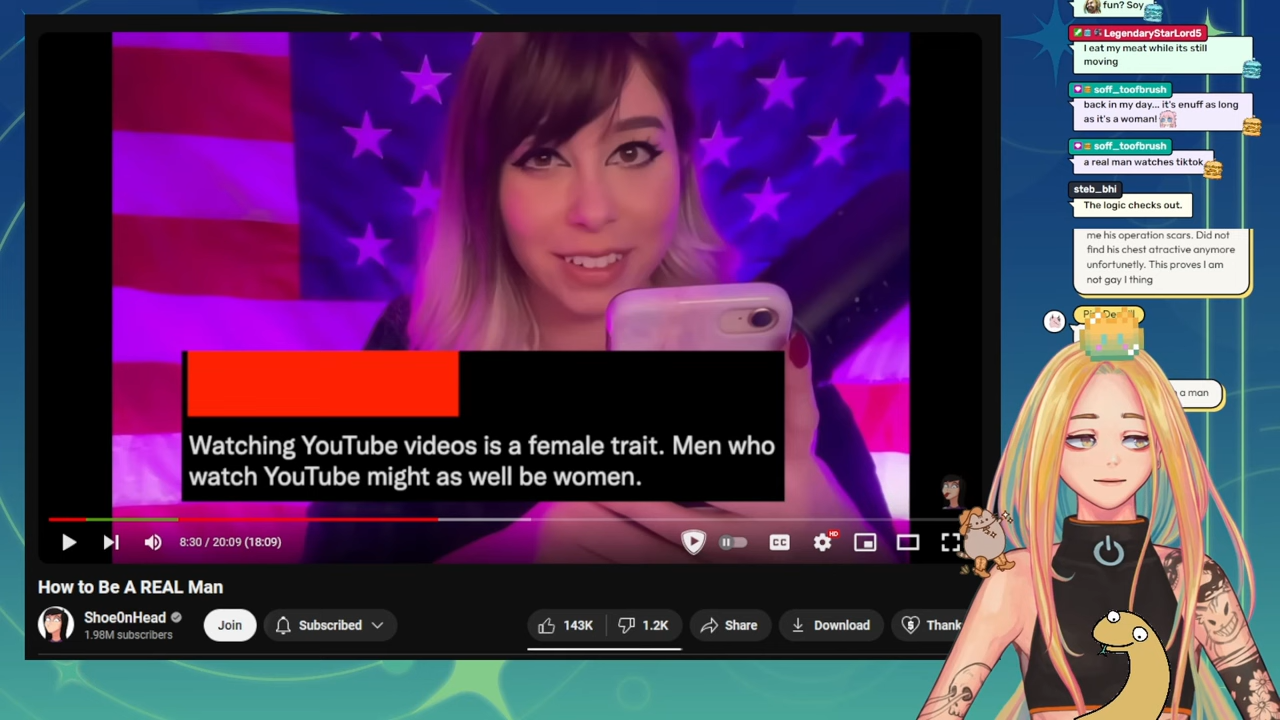 Watching YouTube videos is a female trait. Men who
watch YouTube might as well be women.
8:30 / 20:09 (18:09)
CC
HD
How to Be A REAL Man
Shoe0nHead
1.98M subscribers
Join
Subscribed
143K
1.2K
Share
Download
Thank
fun? Soy
LegendaryStarLord5
I eat my meat while its still
moving
soff_toofbrush
back in my day... it's enuff as long
as it's a woman!
soff_toofbrush
a real man watches tiktok
steb_bhi
The logic checks out.
me his operation scars. Did not
find his chest atractive anymore
unfortunetly. This proves I am
not gay I thing
a man